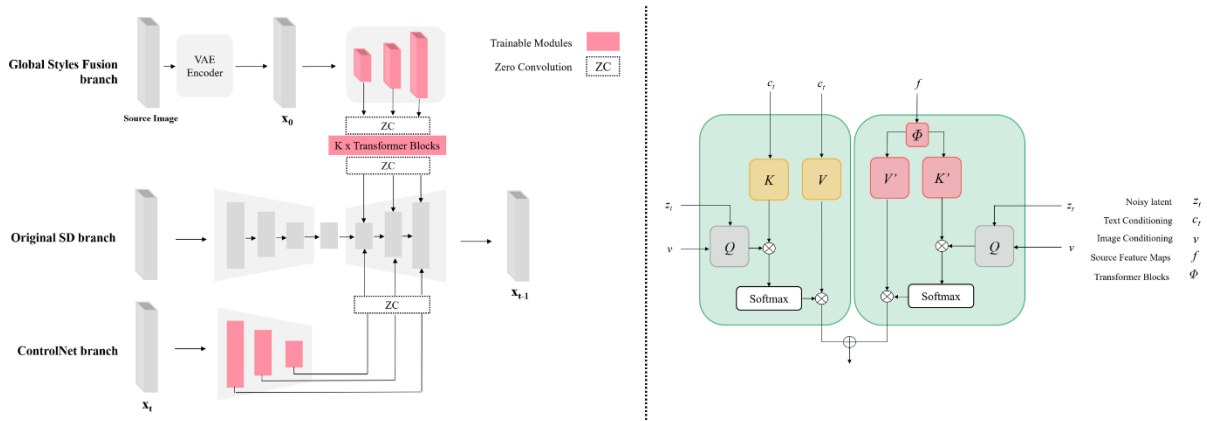 Global Styles Fusion
branch
Source Image
VAE
Encoder
x0
Trainable Modules
Zero Convolution
ZC
ZC
K x Transformer Blocks
ZC
Original SD branch
xt-1
ZC
ControlNet branch
xt
ct
ct
f
Φ
K
V
V’
K’
zt
zt
v
Q
Q
v
Softmax
Softmax
Noisy latent zt
Text Conditioning ct
Image Conditioning v
Source Feature Maps f
Transformer Blocks Φ